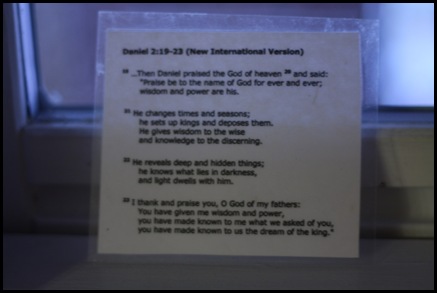 Daniel 2:19-23 (New International Version)
19 ...Then Daniel praised the God of heaven 20 and said:
"Praise be to the name of God for ever and ever;
wisdom and power are his.
21 He changes times and seasons;
he sets up kings and deposes them.
He gives wisdom to the wise
and knowledge to the discerning.
22 He reveals deep and hidden things;
he knows what lies in darkness,
and light dwells with him.
23 I thank and praise you, O God of my fathers:
You have given me wisdom and power,
you have made known to me what we asked of you,
you have made known to us the dream of the king."